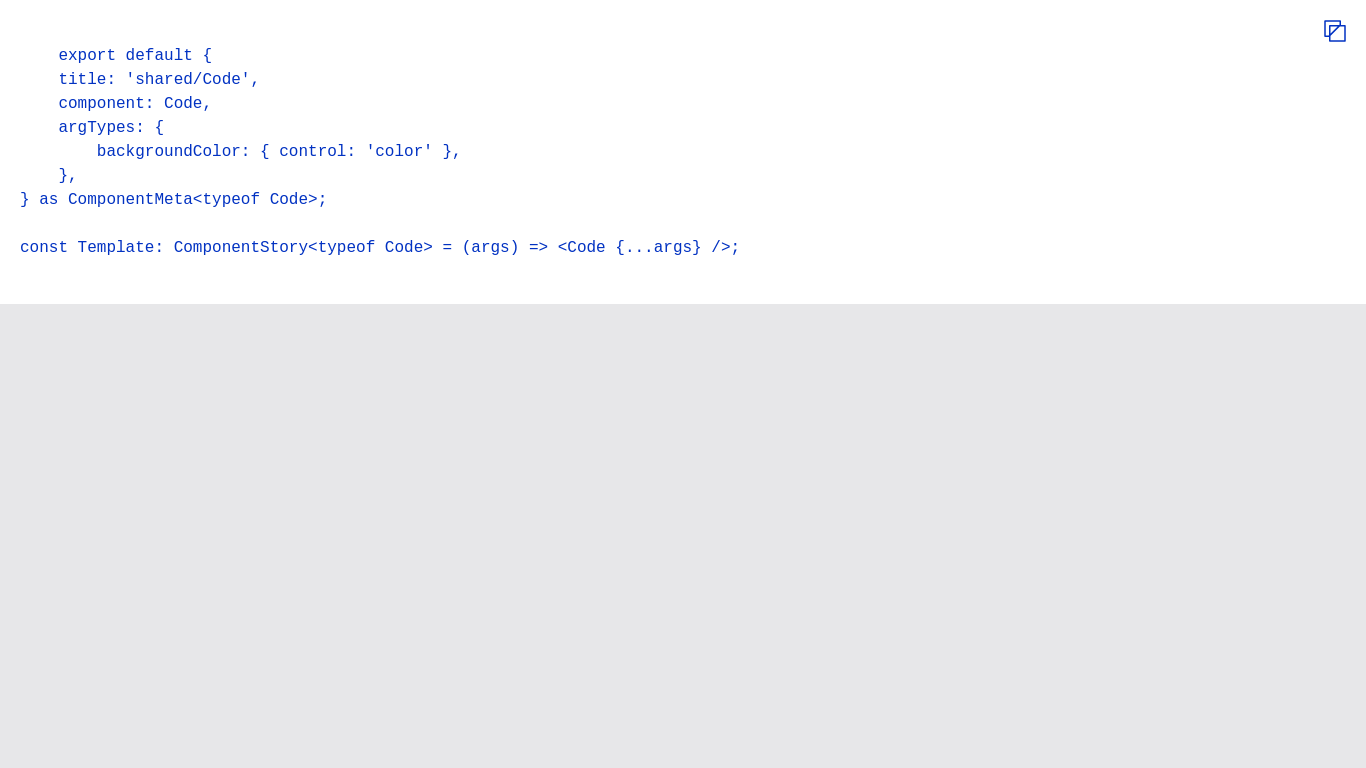 export default {
    title: 'shared/Code',
    component: Code,
    argTypes: {
        backgroundColor: { control: 'color' },
    },
} as ComponentMeta<typeof Code>;

const Template: ComponentStory<typeof Code> = (args) => <Code {...args} />;